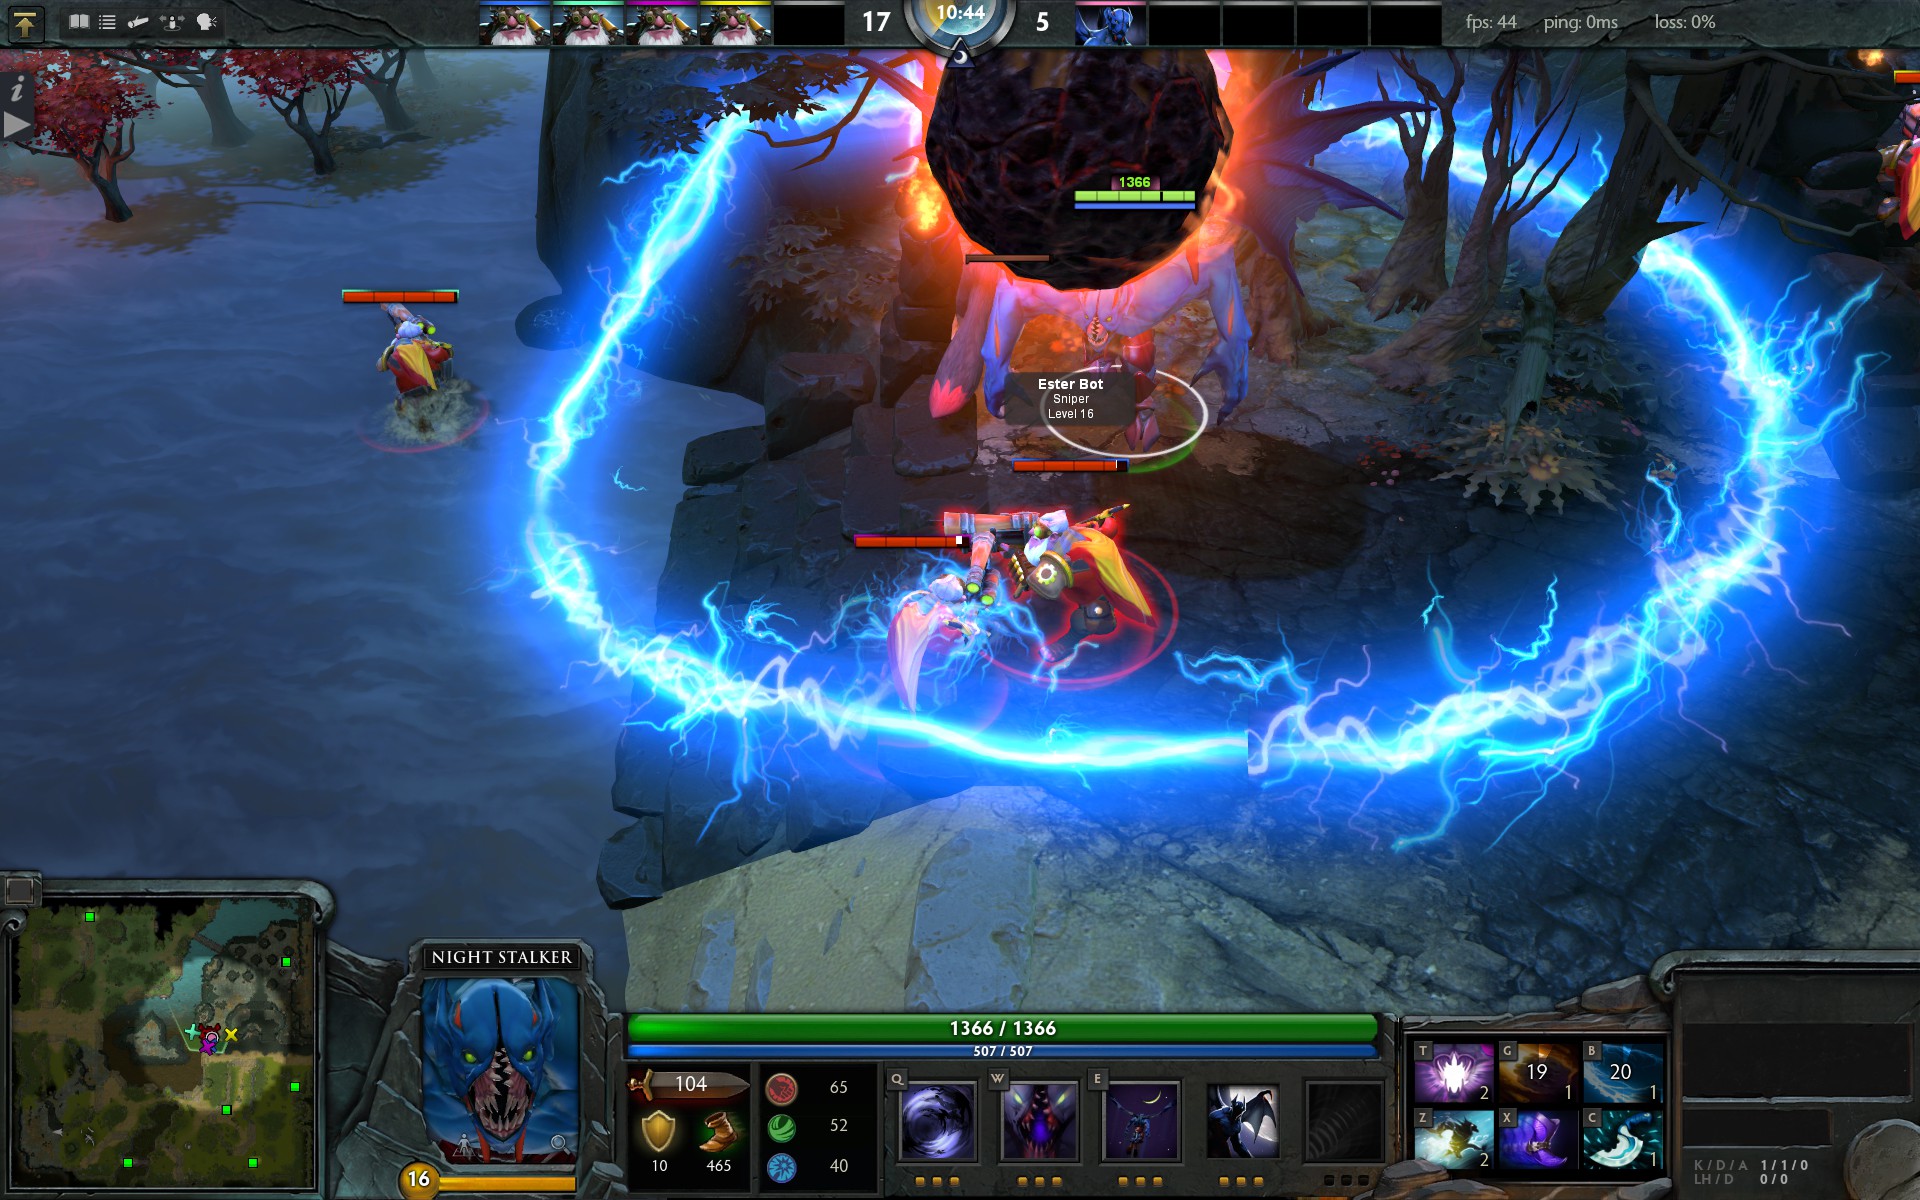 17
10:44
5
fps: 44 ping: 0ms loss: 0%
1366
Ester Bot
Sniper
Level 16
NIGHT STALKER
16
1366 / 1366
507 / 507
104
10
465
65
52
40
Q
W
E
T
2
G
19
1
B
20
1
Z
2
X
C
1
K / D / A 1 / 1 / 0
LH / D 0 / 0